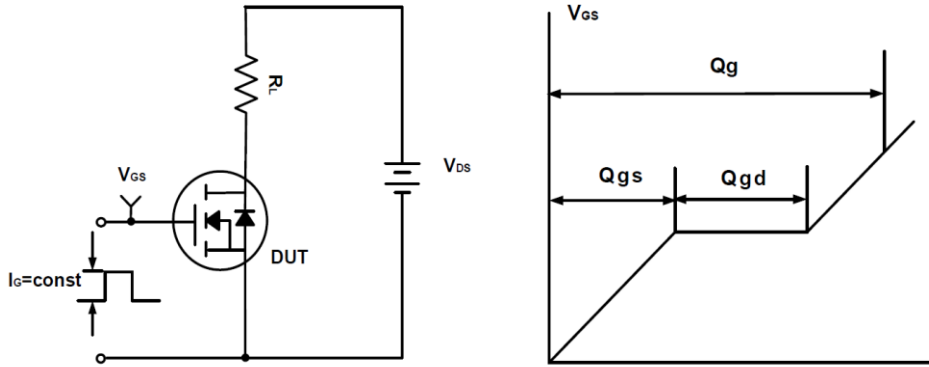 RL
VGS
VDS
DUT
IG=const
VGS
Qg
Qgs
Qgd